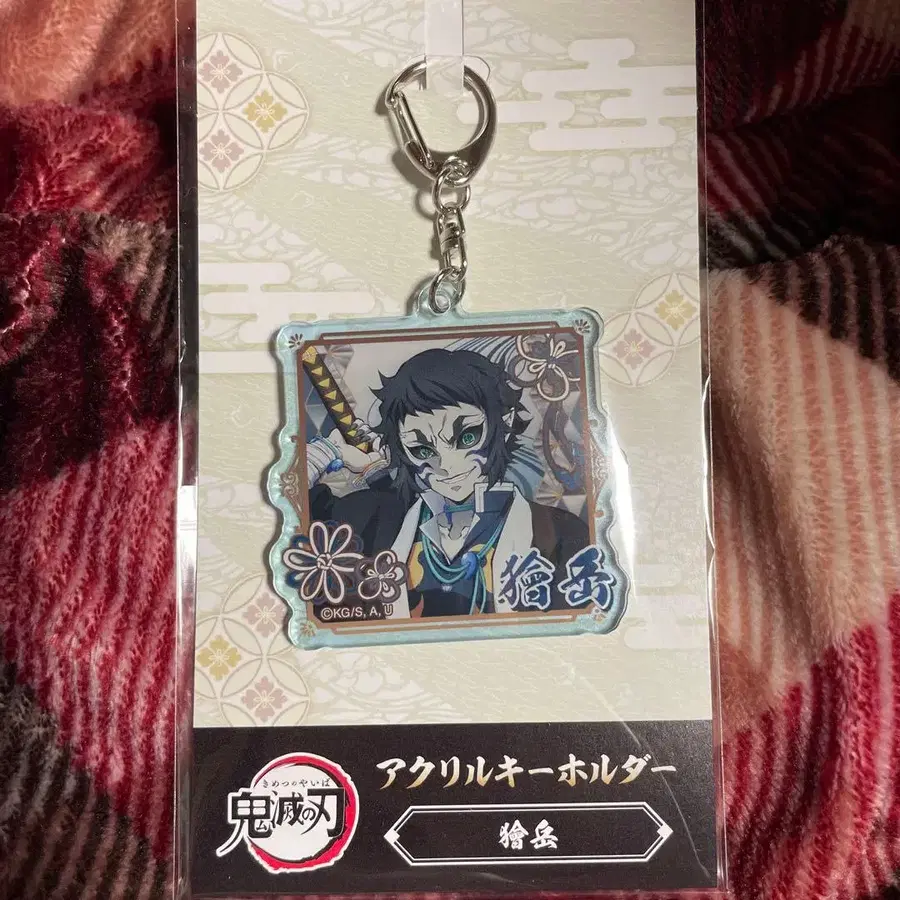 獪岳
©KG/S, A, U
きめつのやいば
鬼滅の刃
アクリルキーホルダー
獪岳